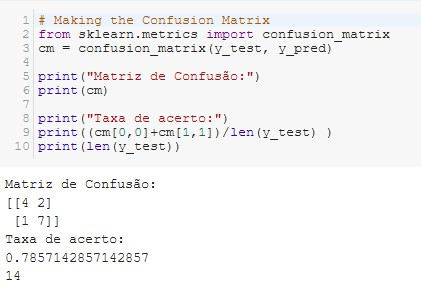 1 # Making the Confusion Matrix
2 from sklearn.metrics import confusion_matrix
3 cm = confusion_matrix(y_test, y_pred)
4
5 print("Matriz de Confusão:")
6 print(cm)
7
8 print("Taxa de acerto:")
9 print((cm[0,0]+cm[1,1])/len(y_test) )
10 print(len(y_test))
Matriz de Confusão:
[[4 2]
 [1 7]]
Taxa de acerto:
0.7857142857142857
14